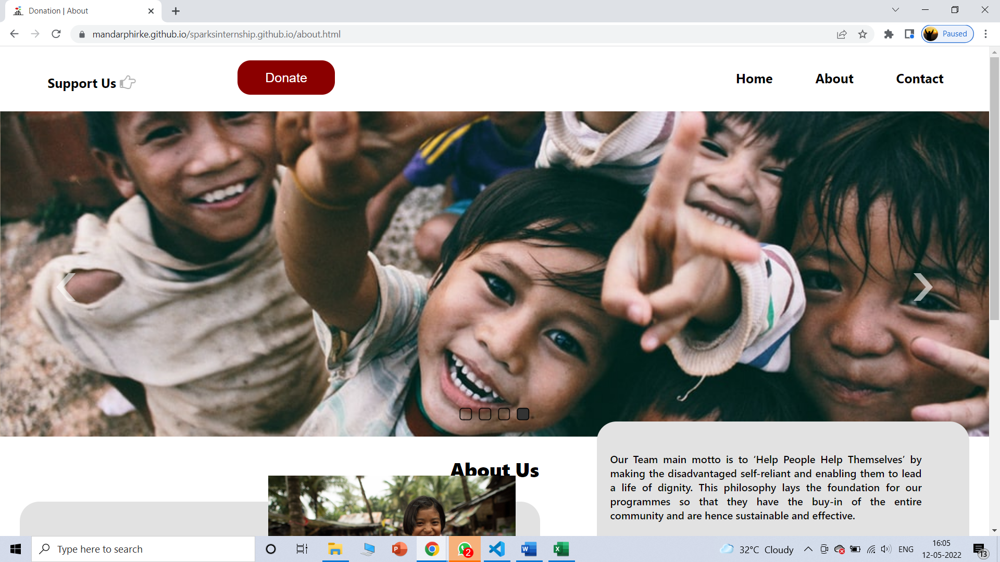 Donation | About
mandarphirke.github.io/sparksinternship.github.io/about.html
Paused
Support Us
Donate
Home
About
Contact
About Us
Our Team main motto is to ‘Help People Help Themselves’ by
making the disadvantaged self-reliant and enabling them to lead
a life of dignity. This philosophy lays the foundation for our
programmes so that they have the buy-in of the entire
community and are hence sustainable and effective.
Type here to search
P
2
W
X
32°C Cloudy
ENG
16:05
12-05-2022
13